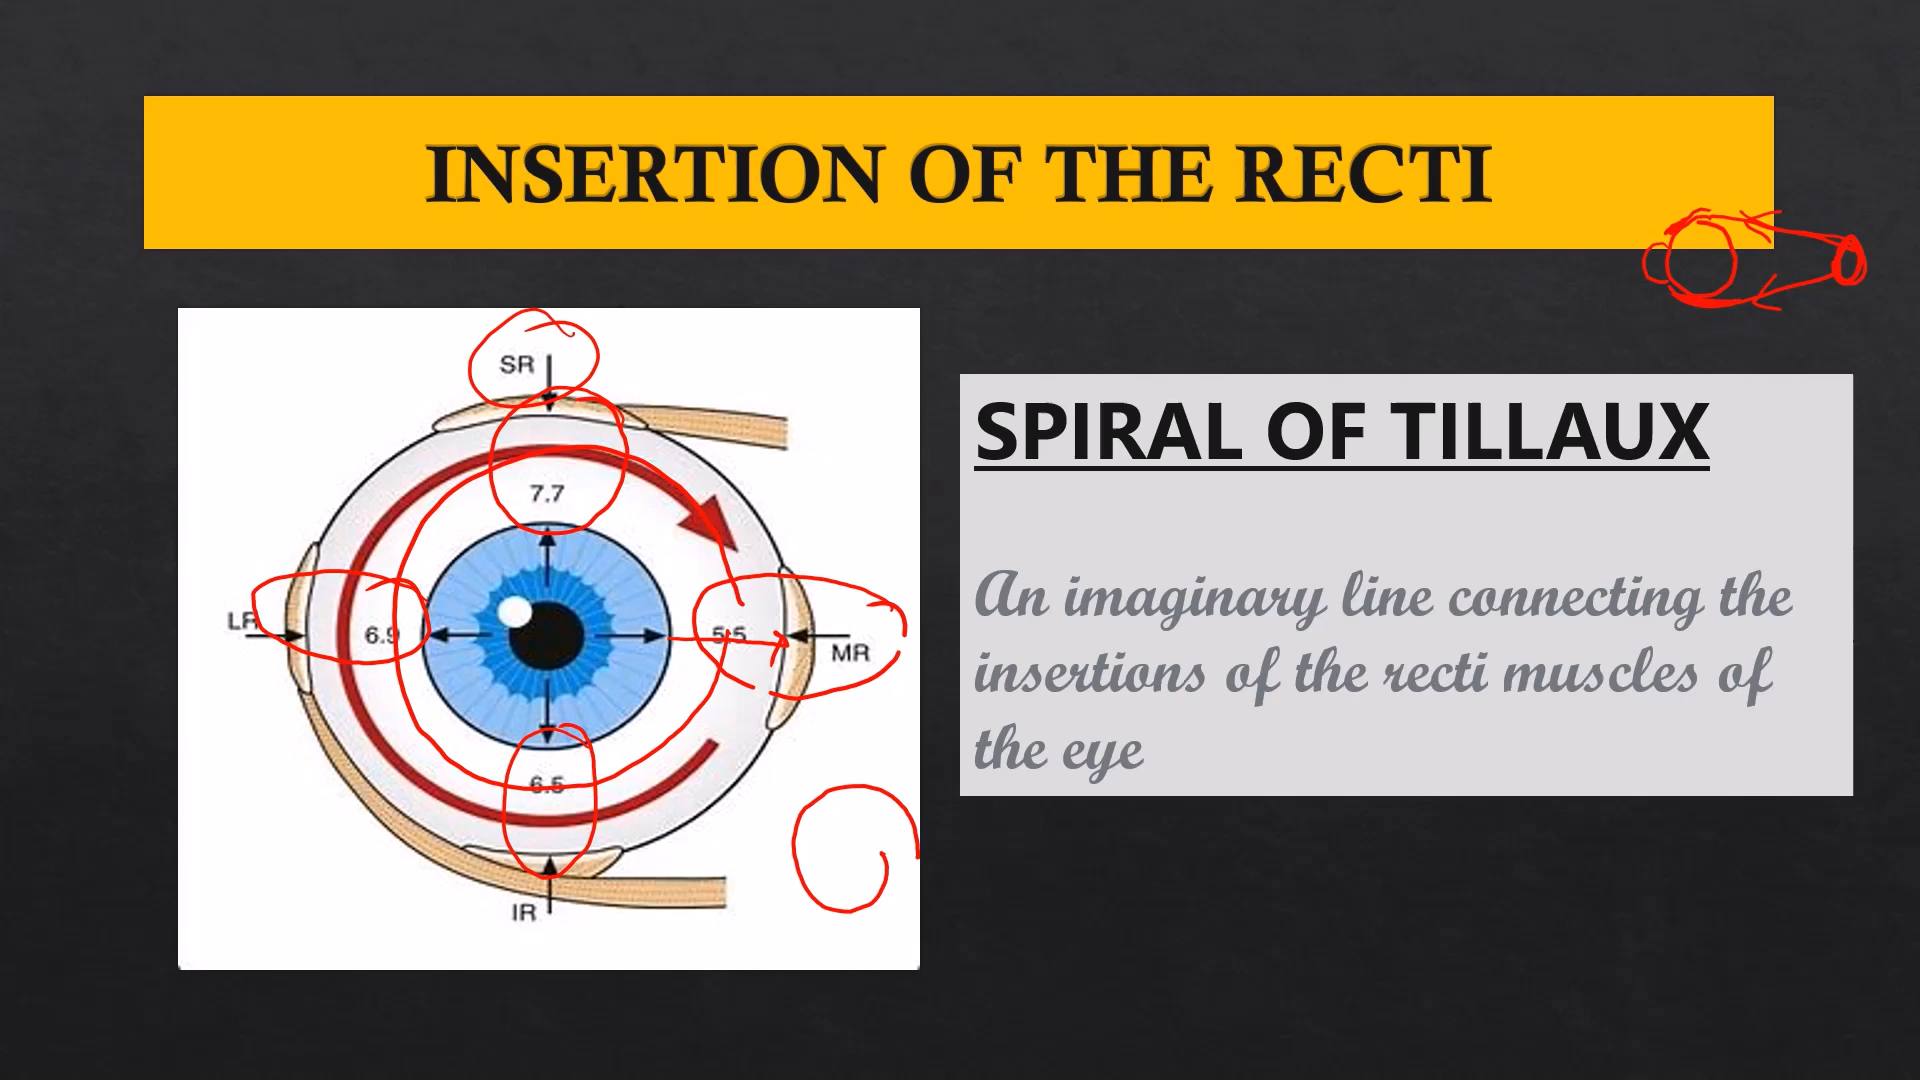 INSERTION OF THE RECTI
SR
7.7
LR
6.9
5.5
MR
6.5
IR
SPIRAL OF TILLAUX
An imaginary line connecting the
insertions of the recti muscles of
the eye